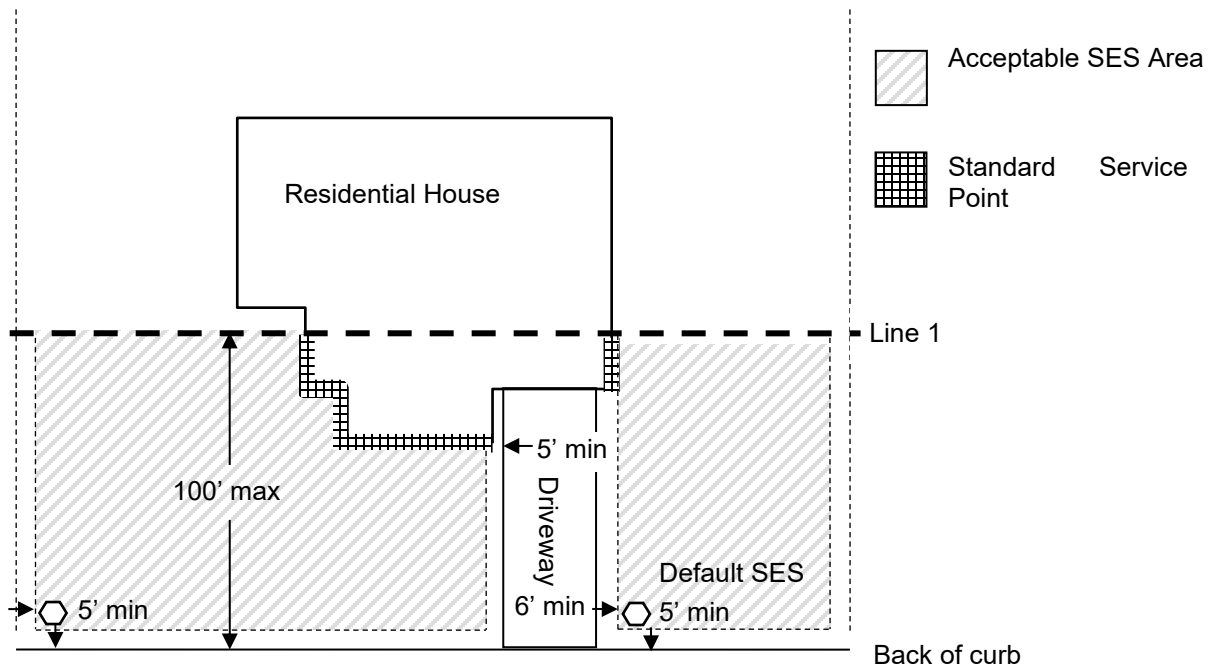 Acceptable SES Area
Standard Service
Point
Residential House
Line 1
5’ min
100’ max
Driveway
Default SES
5’ min
6’ min
5’ min
Back of curb